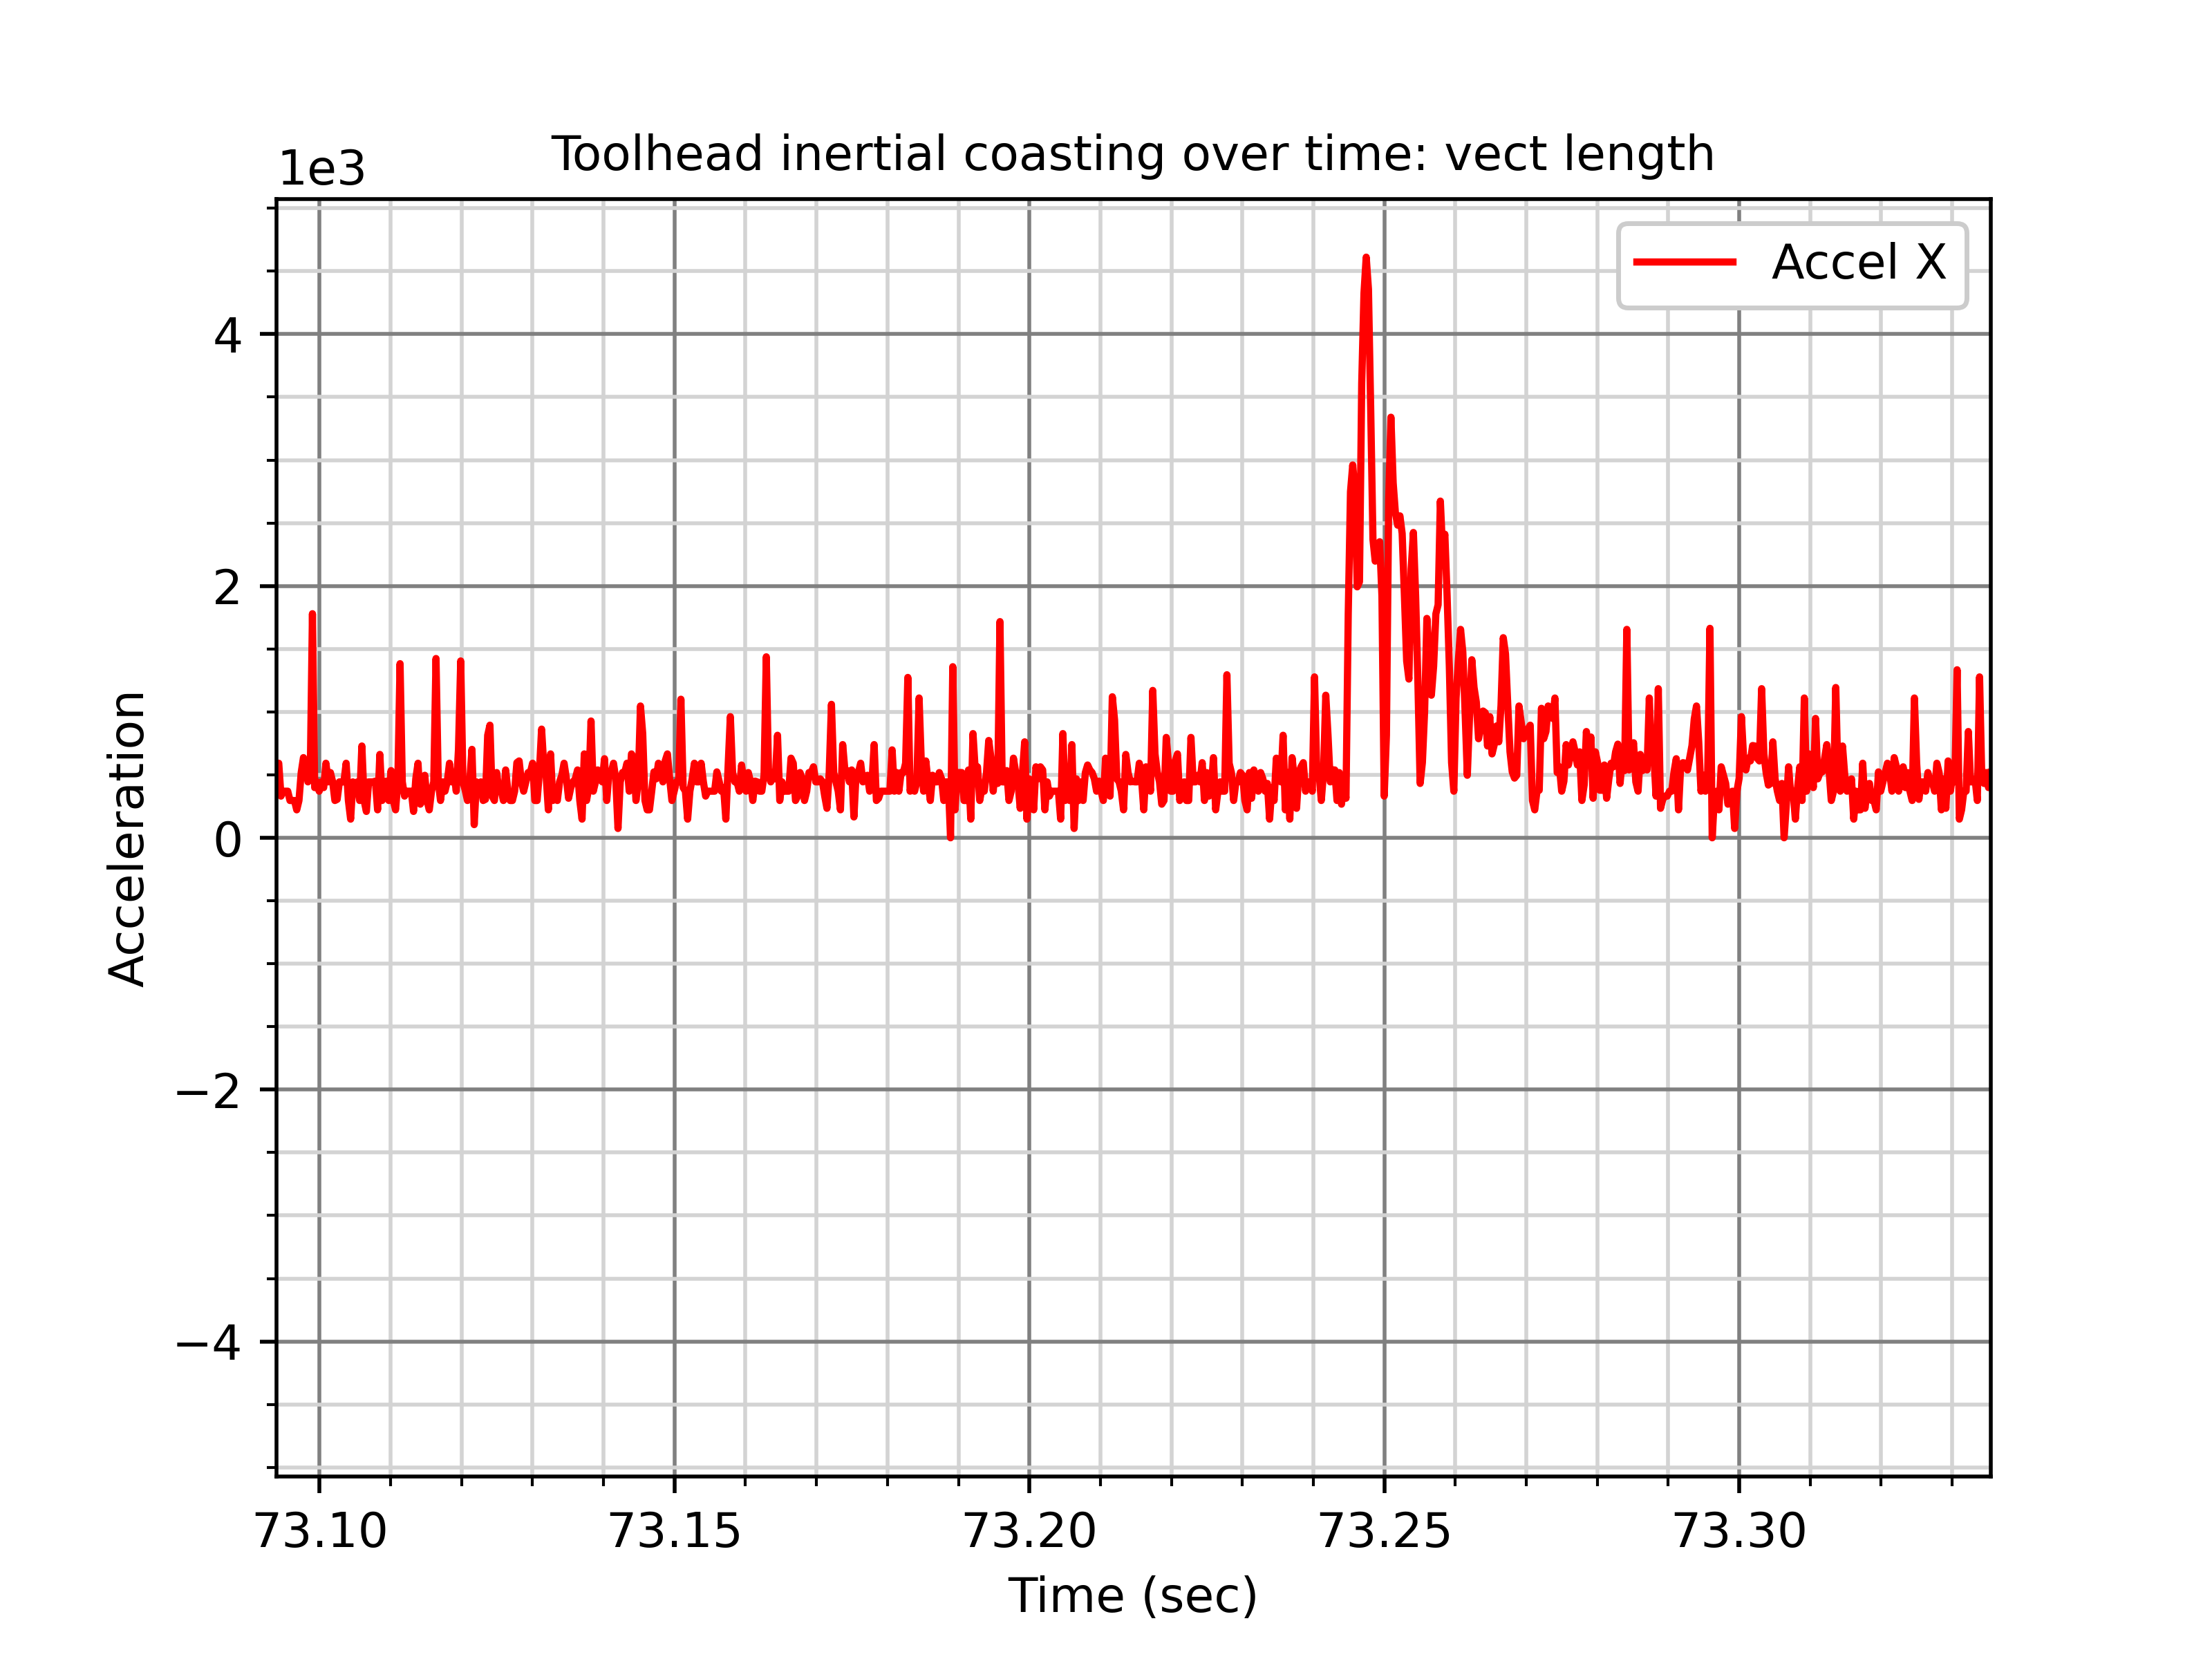 Toolhead inertial coasting over time: vect length
1e3
Accel X
4
2
0
−2
−4
Acceleration
73.10 73.15 73.20 73.25 73.30
Time (sec)